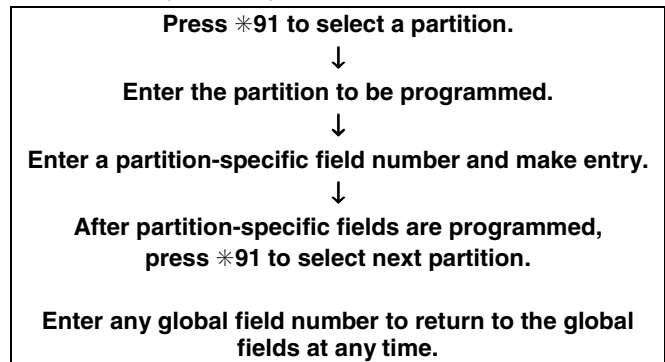 Press ✳91 to select a partition.
↓
Enter the partition to be programmed.
↓
Enter a partition-specific field number and make entry.
↓
After partition-specific fields are programmed,
press ✳91 to select next partition.
Enter any global field number to return to the global
fields at any time.